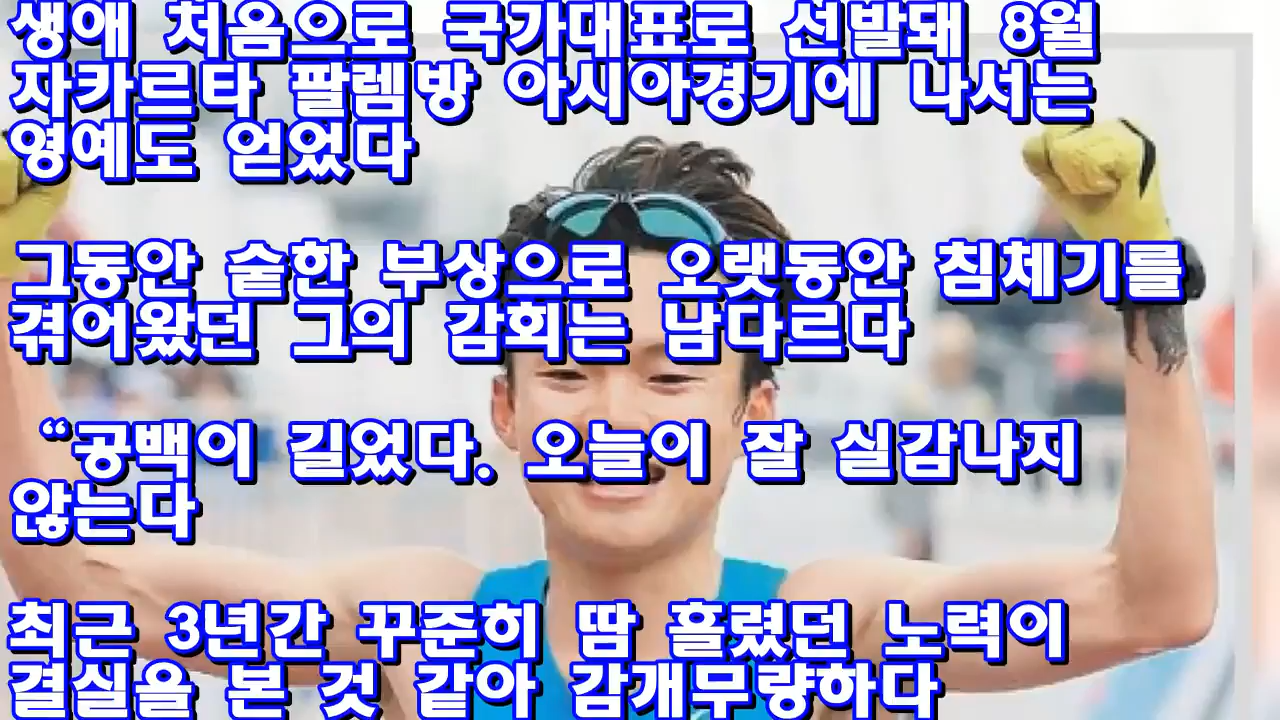 생애 처음으로 국가대표로 선발돼 8월
자카르타 팔렘방 아시아경기에 나서는
영예도 얻었다
그동안 숱한 부상으로 오랫동안 침체기를
겪어왔던 그의 감회는 남다르다
“공백이 길었다. 오늘이 잘 실감나지
않는다
최근 3년간 꾸준히 땀 흘렸던 노력이
결실을 본 것 같아 감개무량하다